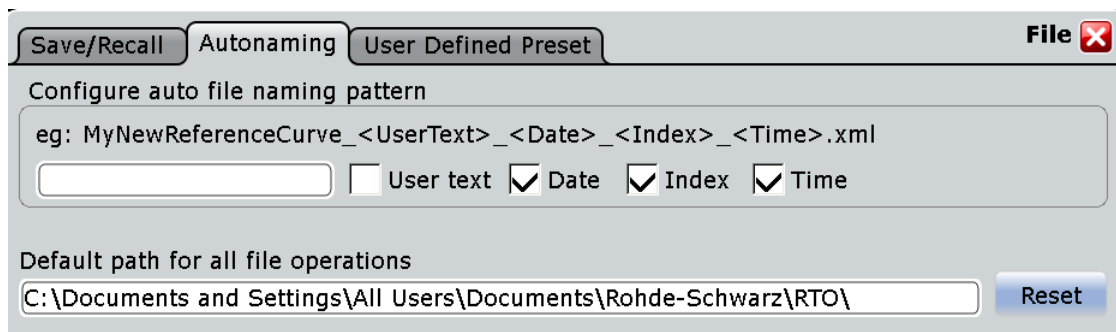 Save/Recall Autonaming User Defined Preset File
Configure auto file naming pattern
eg: MyNewReferenceCurve_<UserText>_<Date>_<Index>_<Time>.xml
User text Date Index Time
Default path for all file operations
C:\Documents and Settings\All Users\Documents\Rohde-Schwarz\RTO\ Reset